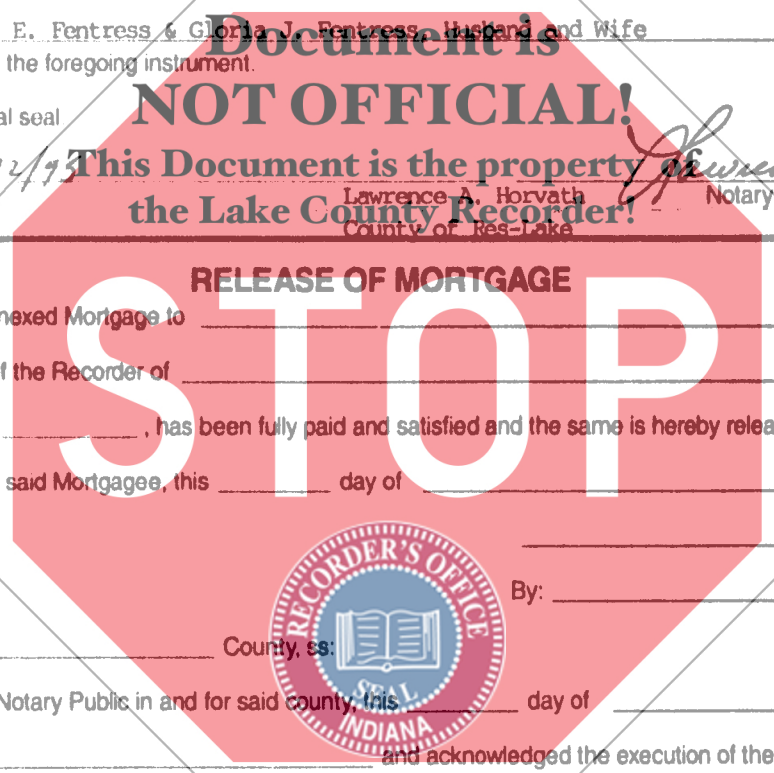 E. Fentress & Gloria J. Fentress, Husband and Wife
Document is
the foregoing instrument.
NOT OFFICIAL!
al seal
This Document is the property of
2/93
the Lake County Recorder!
Lawrence A. Horvath
Notary
County of Res-Lake
RELEASE OF MORTGAGE
nexed Mortgage to
STOP
f the Recorder of
, has been fully paid and satisfied and the same is hereby relea
said Mortgagee, this day of
By:
RECORDER'S OFFICE
County, ss:
SEAL
Notary Public in and for said county, this day of
INDIANA
and acknowledged the execution of the